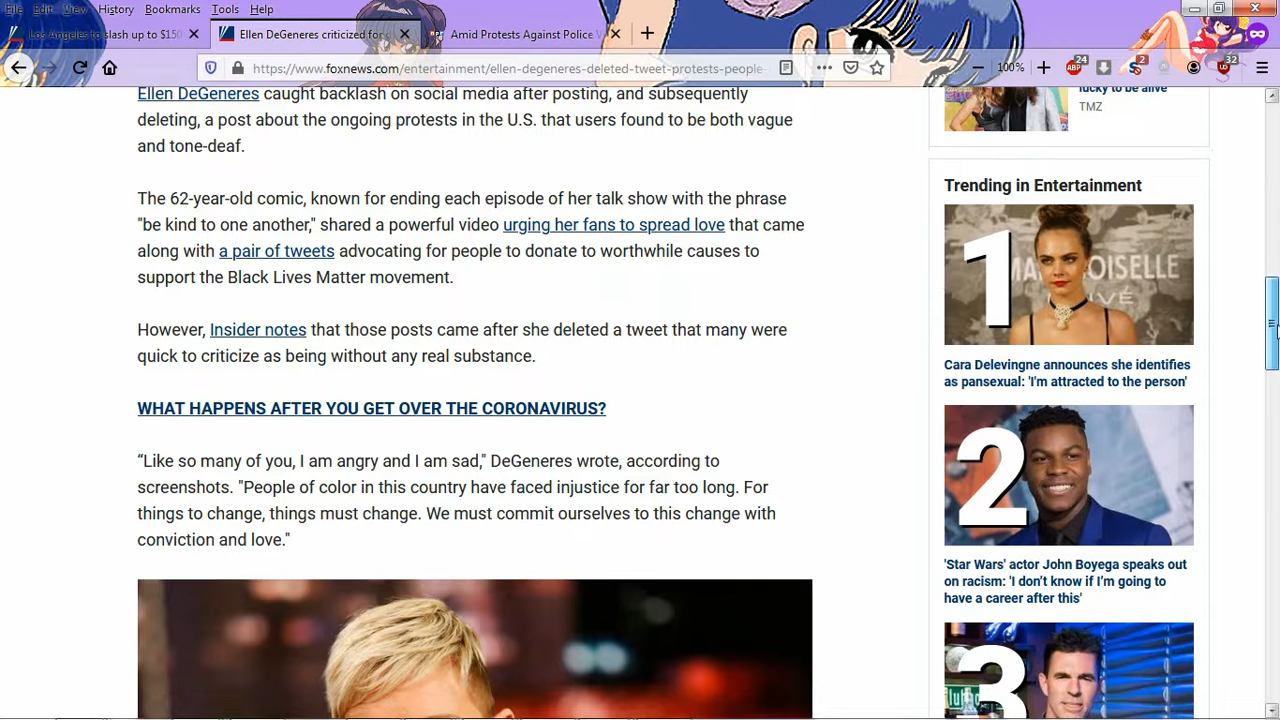 File Edit View History Bookmarks Tools Help
Los Angeles to slash up to $150
Ellen DeGeneres criticized for
Amid Protests Against Police V
https://www.foxnews.com/entertainment/ellen-degeneres-deleted-tweet-protests-people-
100%
ABP
24
2
32
Ellen DeGeneres caught backlash on social media after posting, and subsequently
deleting, a post about the ongoing protests in the U.S. that users found to be both vague
and tone-deaf.
The 62-year-old comic, known for ending each episode of her talk show with the phrase
"be kind to one another," shared a powerful video urging her fans to spread love that came
along with a pair of tweets advocating for people to donate to worthwhile causes to
support the Black Lives Matter movement.
However, Insider notes that those posts came after she deleted a tweet that many were
quick to criticize as being without any real substance.
WHAT HAPPENS AFTER YOU GET OVER THE CORONAVIRUS?
“Like so many of you, I am angry and I am sad," DeGeneres wrote, according to
screenshots. "People of color in this country have faced injustice for far too long. For
things to change, things must change. We must commit ourselves to this change with
conviction and love."
lucky to be alive
TMZ
Trending in Entertainment
1
Cara Delevingne announces she identifies
as pansexual: 'I'm attracted to the person'
2
'Star Wars' actor John Boyega speaks out
on racism: 'I don’t know if I’m going to
have a career after this'
3